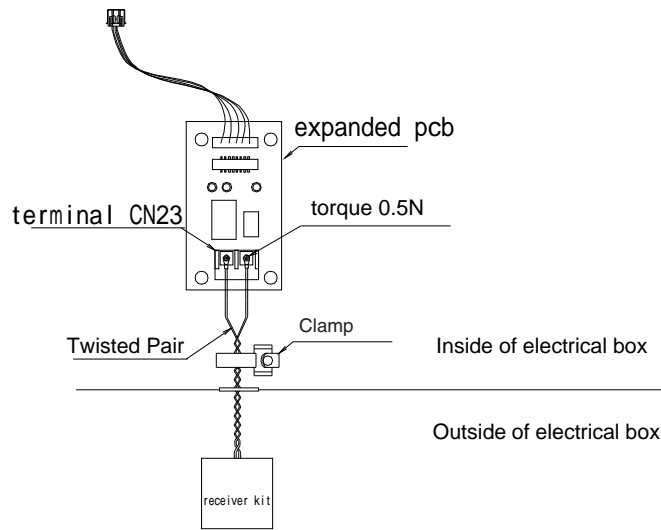 expanded pcb
terminal CN23
torque 0.5N
Clamp
Twisted Pair
Inside of electrical box
Outside of electrical box
receiver kit